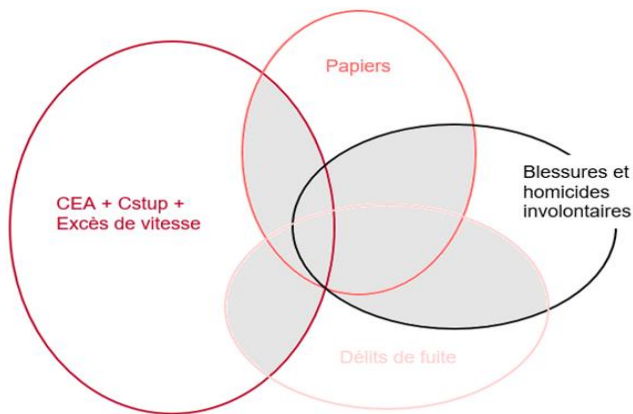 Papiers
CEA + Cstup +
Excès de vitesse
Blessures et
homicides
involontaires
Délits de fuite